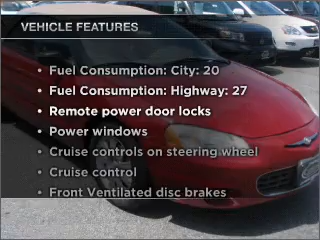 VEHICLE FEATURES
• Fuel Consumption: City: 20
• Fuel Consumption: Highway: 27
• Remote power door locks
• Power windows
• Cruise controls on steering wheel
• Cruise control
• Front Ventilated disc brakes